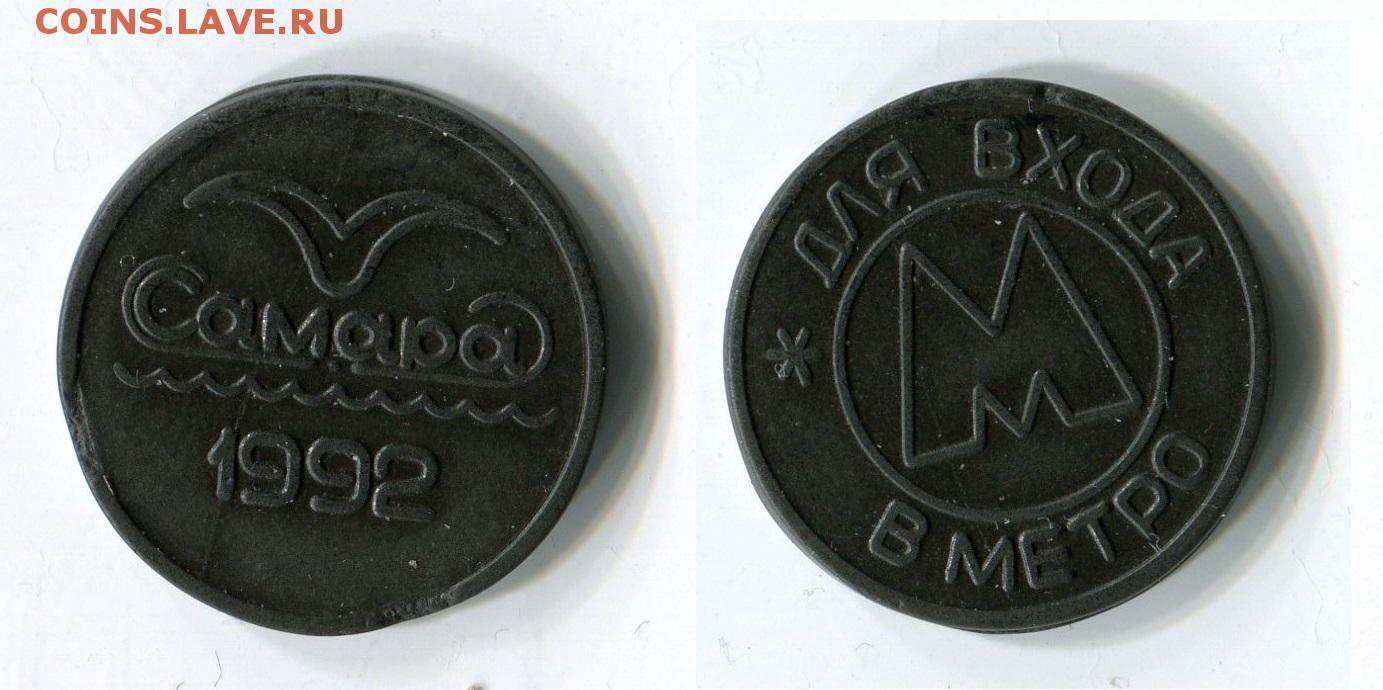 COINS.LAVE.RU
Самара
1992
ДЛЯ ВХОДА
В МЕТРО
М